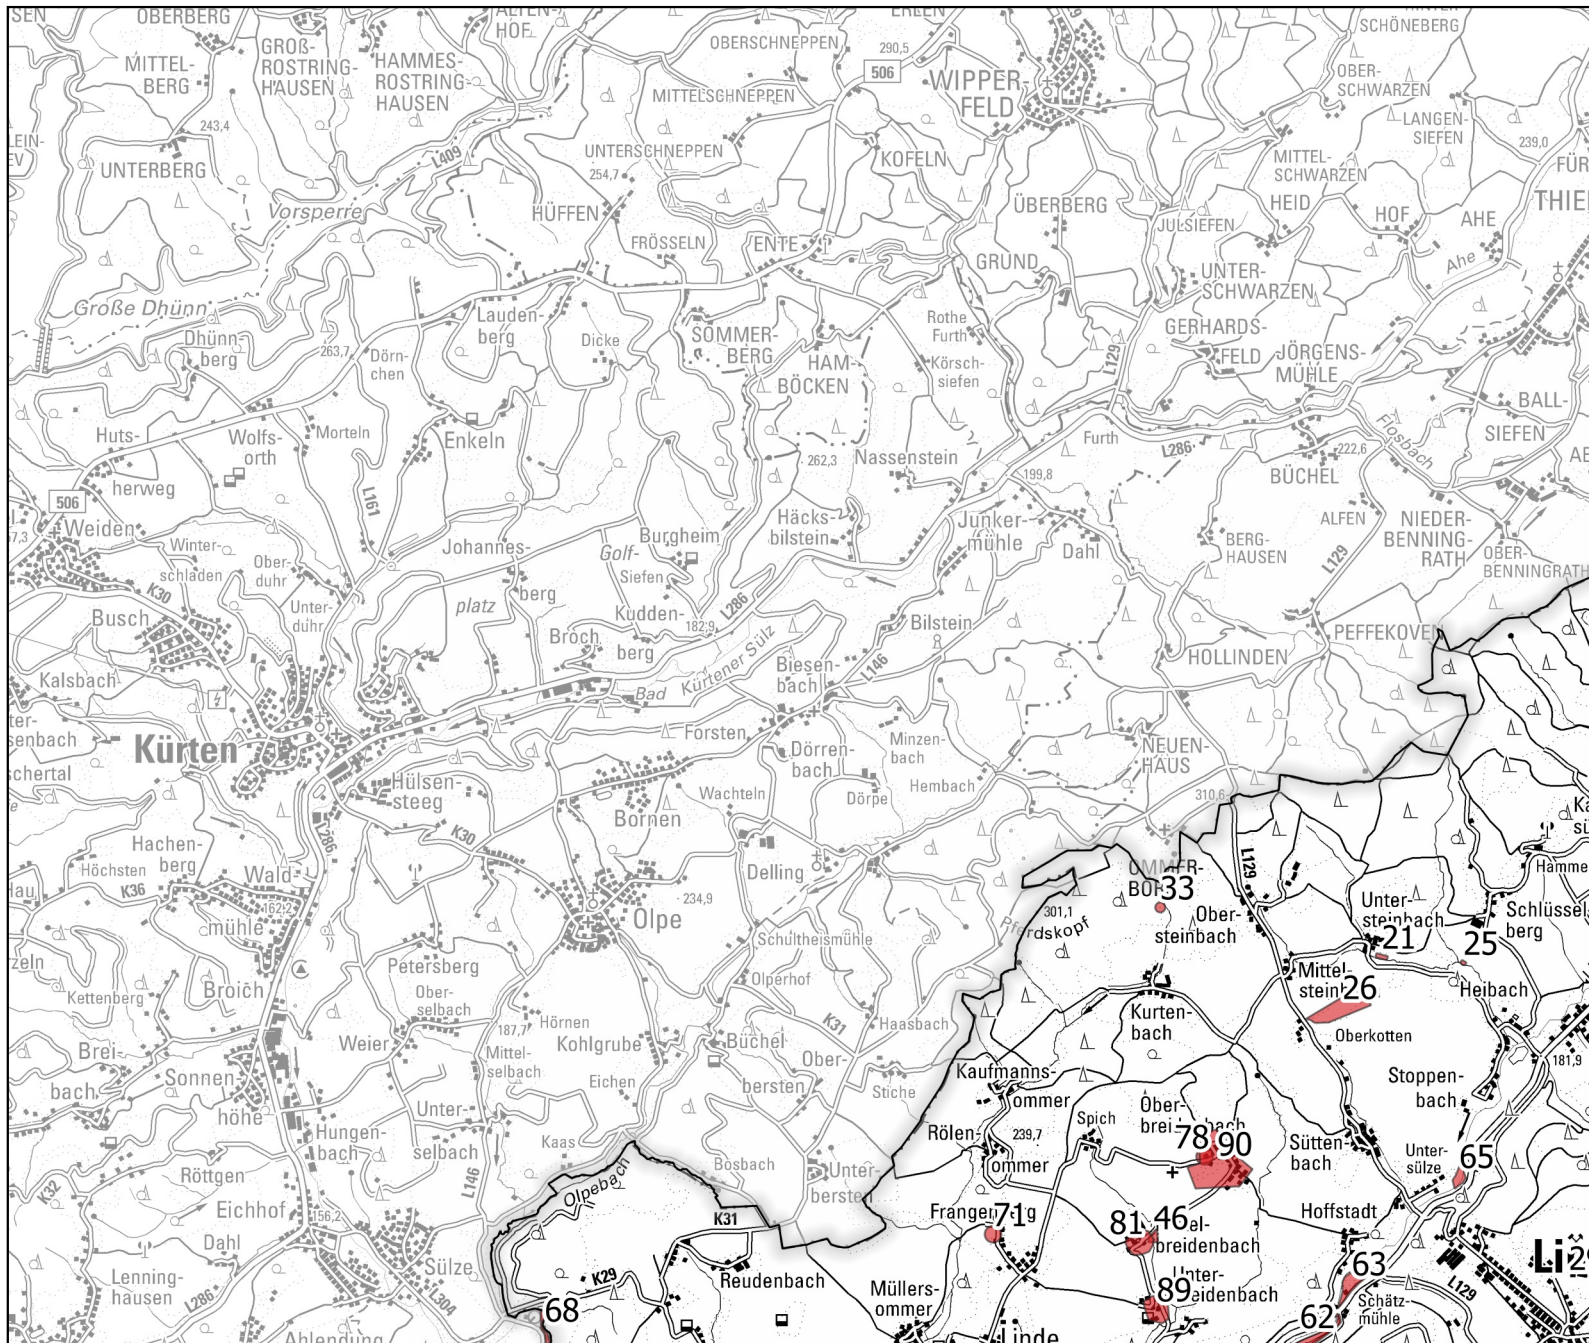 OBERBERG
MITTEL-
BERG
GROß-
ROSTRING-
HAUSEN
HAMMES-
ROSTRING-
HAUSEN
HOF
OBERSCHNEPPEN
290,5
506
MITTELSCHNEPPEN
WIPPER-
FELD
SCHÖNEBERG
OBER-
SCHWARZEN
LANGEN-
SIEFEN
239,0
243,4
UNTERBERG
L409
Vorsperre
UNTERSCHNEPPEN
254,7
KOFELN
MITTEL-
SCHWARZEN
HEID
HÜFFEN
FRÖSSELN
ENTE
ÜBERBERG
GRUND
JULSIEFEN
HOF
AHE
Ahe
UNTER-
SCHWARZEN
Große Dhünn
Dhünn-
berg
263,7
Dörn-
chen
Lauden-
berg
Dicke
SOMMER-
BERG
HAM-
BÖCKEN
Rothe
Furth
Körsch-
siefen
L129
GERHARDS-
FELD
JÖRGENS-
MÜHLE
BALL-
SIEFEN
Flosbach
Huts-
herweg
Wolfs-
orth
Morteln
Enkeln
L161
262,3
Nassenstein
Furth
L286
199,8
BÜCHEL
222,6
506
Weiden
Winter-
schladen
Ober-
duhr
Unter-
duhr
K30
Busch
Johannes-
berg
Golf-
platz
Burgheim
Siefen
Kudden-
berg
182,9
L286
Häcks-
bilstein
Junker-
mühle
Dahl
BERG-
HAUSEN
ALFEN
NIEDER-
BENNING-
RATH
OBER-
BENNINGRATH
L129
Kalsbach
Broch
Bad
Kürtener Sülz
Biesen-
bach
L146
Bilstein
HOLLINDEN
PEFFEKOVEN
Kürten
Forsten
Dörren-
bach
Minzen-
bach
Hembach
NEUEN-
HAUS
310,6
Hülsen-
steeg
K30
L286
Bornen
Wachteln
Dörpe
Hachen-
berg
Höchsten
K36
Wald-
mühle
162,2
Delling
234,9
Olpe
OMMER-
BORN
33
301,1
Pferdskopf
Ober-
steinbach
L129
Unter-
steinbach
21
25
Schlüssel-
berg
Mittel-
26
Heibach
Oberkotten
Kettenberg
Broich
Petersberg
Ober-
selbach
187,7
Mittel-
selbach
Hörnen
Kohlgrube
Schultheismühle
Olperhof
K31
Haasbach
Kurten-
bach
181,9
Brei-
bach
Sonnen-
höhe
Weier
Eichen
Büchel
Ober-
bersten
Stiche
Kaufmanns-
ommer
Stoppen-
bach
Hungen-
bach
Unter-
selbach
Kaas
Rölen-
ommer
239,7
Spich
Ober-
78
90
Sütten-
bach
Unter-
sülze
65
Röttgen
K32
Eichhof
156,2
L146
Olpebach
Bösbach
Unter-
bersten
71
81
46
breidenbach
Hoffstadt
Dahl
Lenning-
hausen
L286
Sülze
L304
K31
K29
Reudenbach
Müllers-
ommer
Unter-
89
63
Schätz-
mühle
L129
68
62
Linde